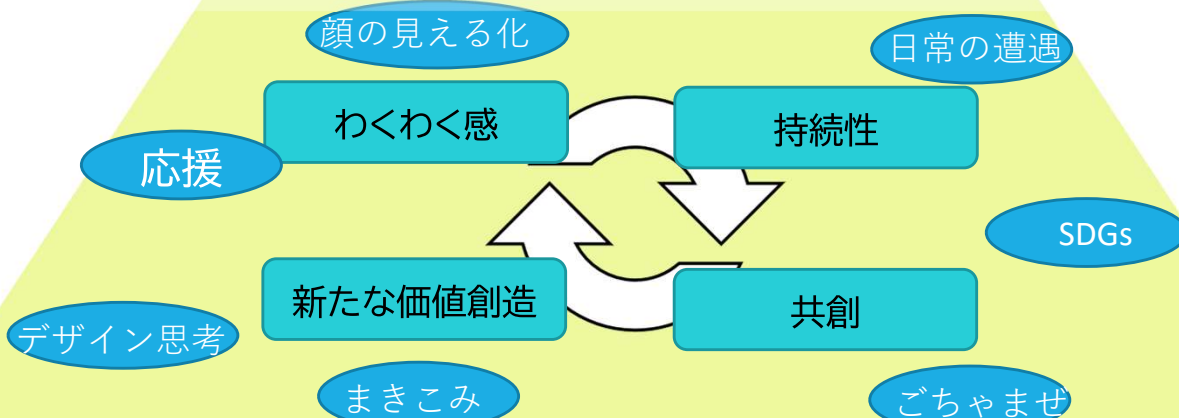 顔の見える化
日常の遭遇
わくわく感
持続性
応援
SDGs
新たな価値創造
共創
デザイン思考
まきこみ
ごちゃまぜ